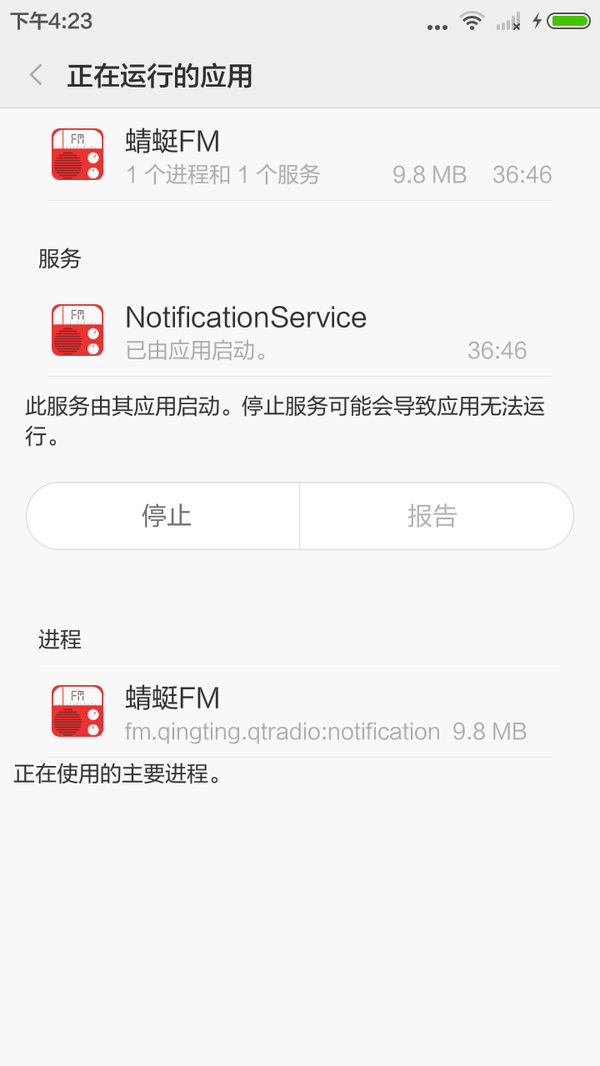 下午4:23
正在运行的应用
FM
蜻蜓FM
1 个进程和 1 个服务 9.8 MB 36:46
服务
FM
NotificationService
已由应用启动。 36:46
此服务由其应用启动。停止服务可能会导致应用无法运
行。
停止 报告
进程
FM
蜻蜓FM
fm.qingting.qtradio:notification 9.8 MB
正在使用的主要进程。